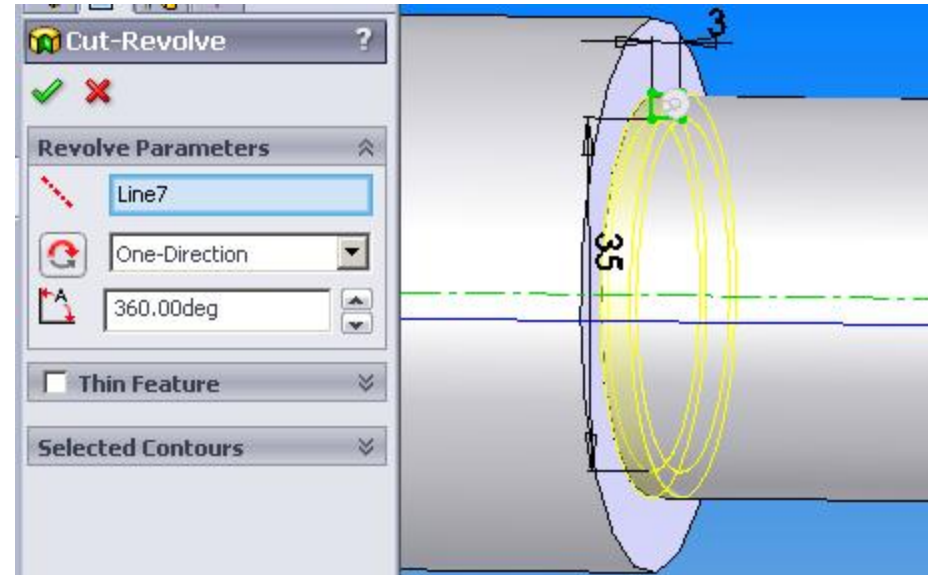 Cut-Revolve ?
Revolve Parameters
Line7
One-Direction
A
360.00deg
Thin Feature
Selected Contours
3
35